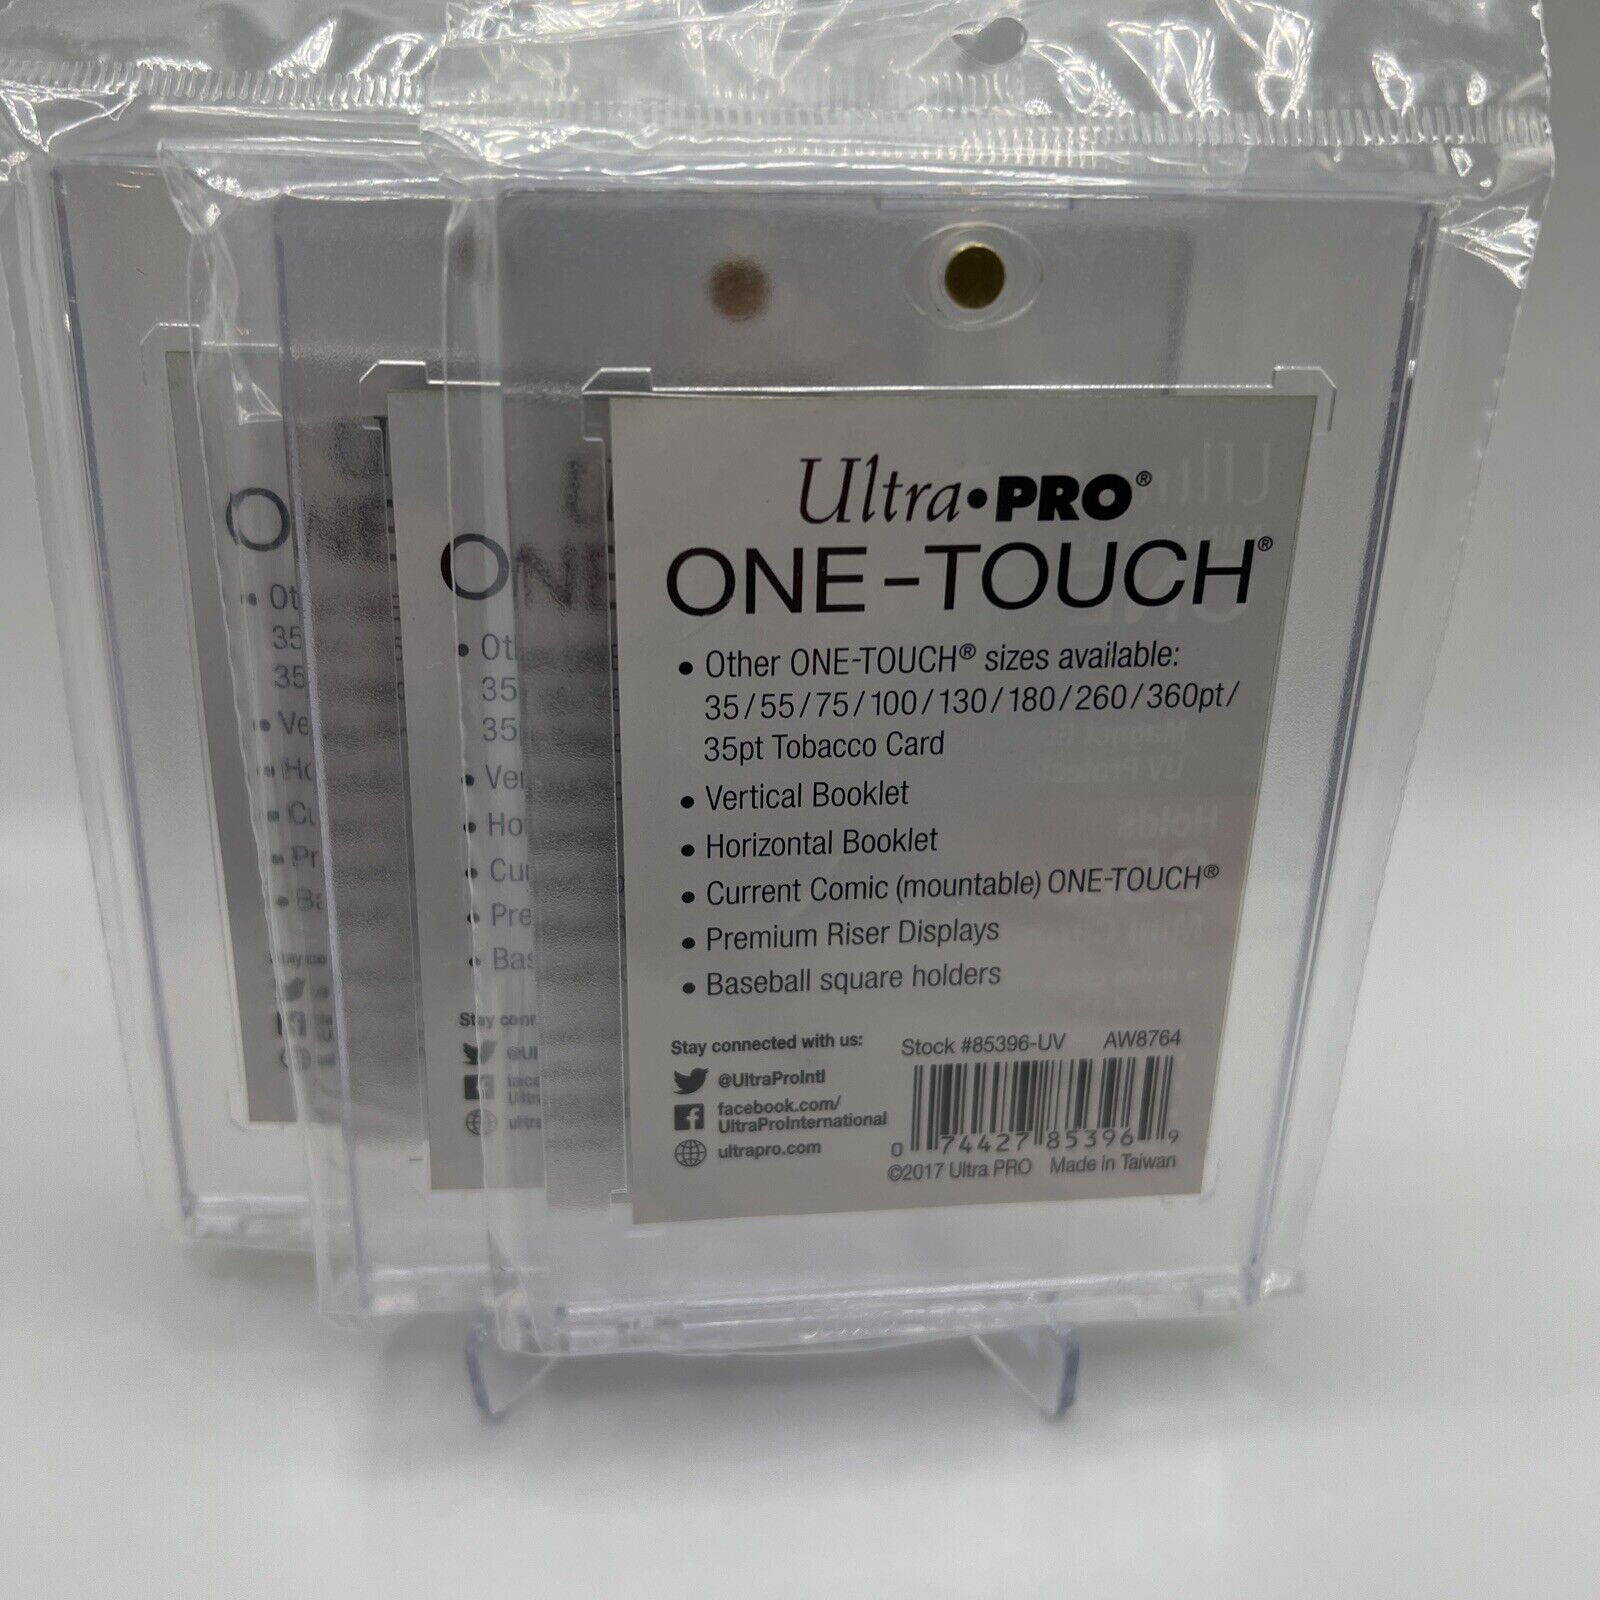 Ultra•PRO®
ONE-TOUCH®
• Other ONE-TOUCH® sizes available:
35/55/75/100/130/180/260/360pt/
35pt Tobacco Card
• Vertical Booklet
• Horizontal Booklet
• Current Comic (mountable) ONE-TOUCH®
• Premium Riser Displays
• Baseball square holders
Stay connected with us:
@UltraProIntl
facebook.com/
UltraProInternational
ultrapro.com
Stock #85396-UV AW8764
0 74427 85396 9
©2017 Ultra PRO Made in Taiwan